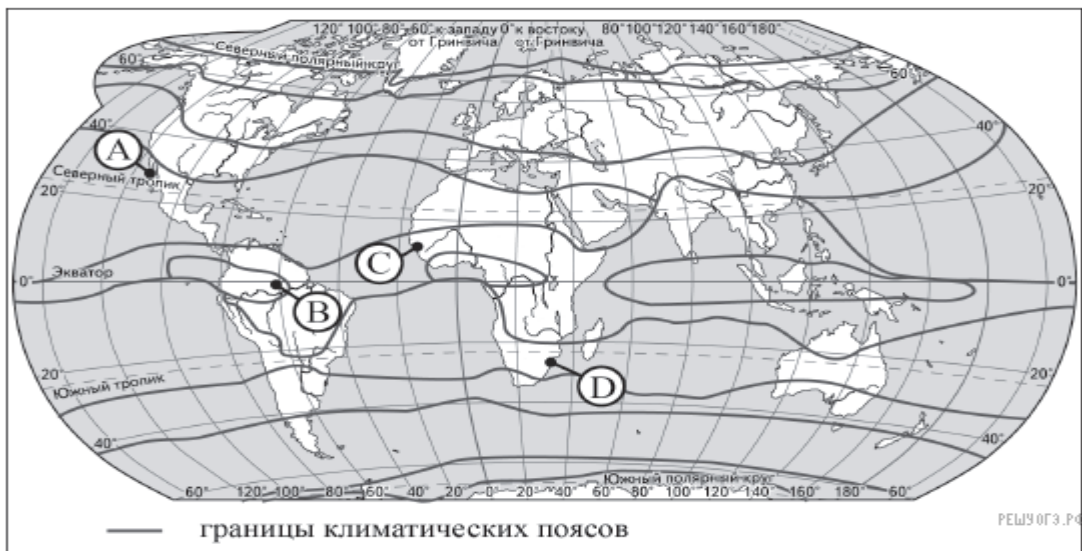 120° 100° 80° 60° к западу 0° к востоку 80° 100° 120° 140° 160° 180°
от Гринвича от Гринвича
Северный полярный круг
60° 60°
40° 40°
A
Северный тропик
20° 20°
C
Экватор
0° 0°
B
D
20° 20°
Южный тропик
40° 40°
Южный полярный круг
60° 120° 100° 80° 60° 40° 20° 0° 20° 40° 60° 80° 100° 120° 140° 160° 180° 60°
границы климатических поясов
РЕШУОГЭ.РФ